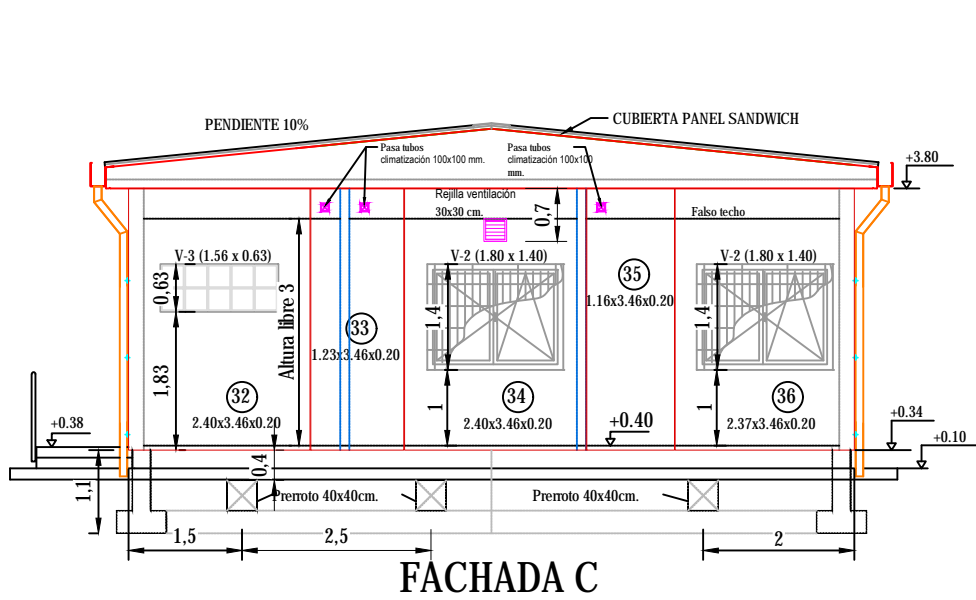 PENDIENTE 10%
CUBIERTA PANEL SANDWICH
Pasa tubos
climatización 100x100 mm.
Pasa tubos
climatización 100x100
mm.
+3.80
Rejilla ventilación
30x30 cm.
0,7
Falso techo
V-3 (1.56 x 0.63)
V-2 (1.80 x 1.40)
V-2 (1.80 x 1.40)
0,63
Altura libre 3
35
1.16x3.46x0.20
1,4
1,4
33
1.23x3.46x0.20
1,83
32
2.40x3.46x0.20
1
34
2.40x3.46x0.20
1
36
2.37x3.46x0.20
+0.38
+0.40
+0.34
+0.10
0,4
1,1
Prerroto 40x40cm.
Prerroto 40x40cm.
1,5
2,5
2
FACHADA C